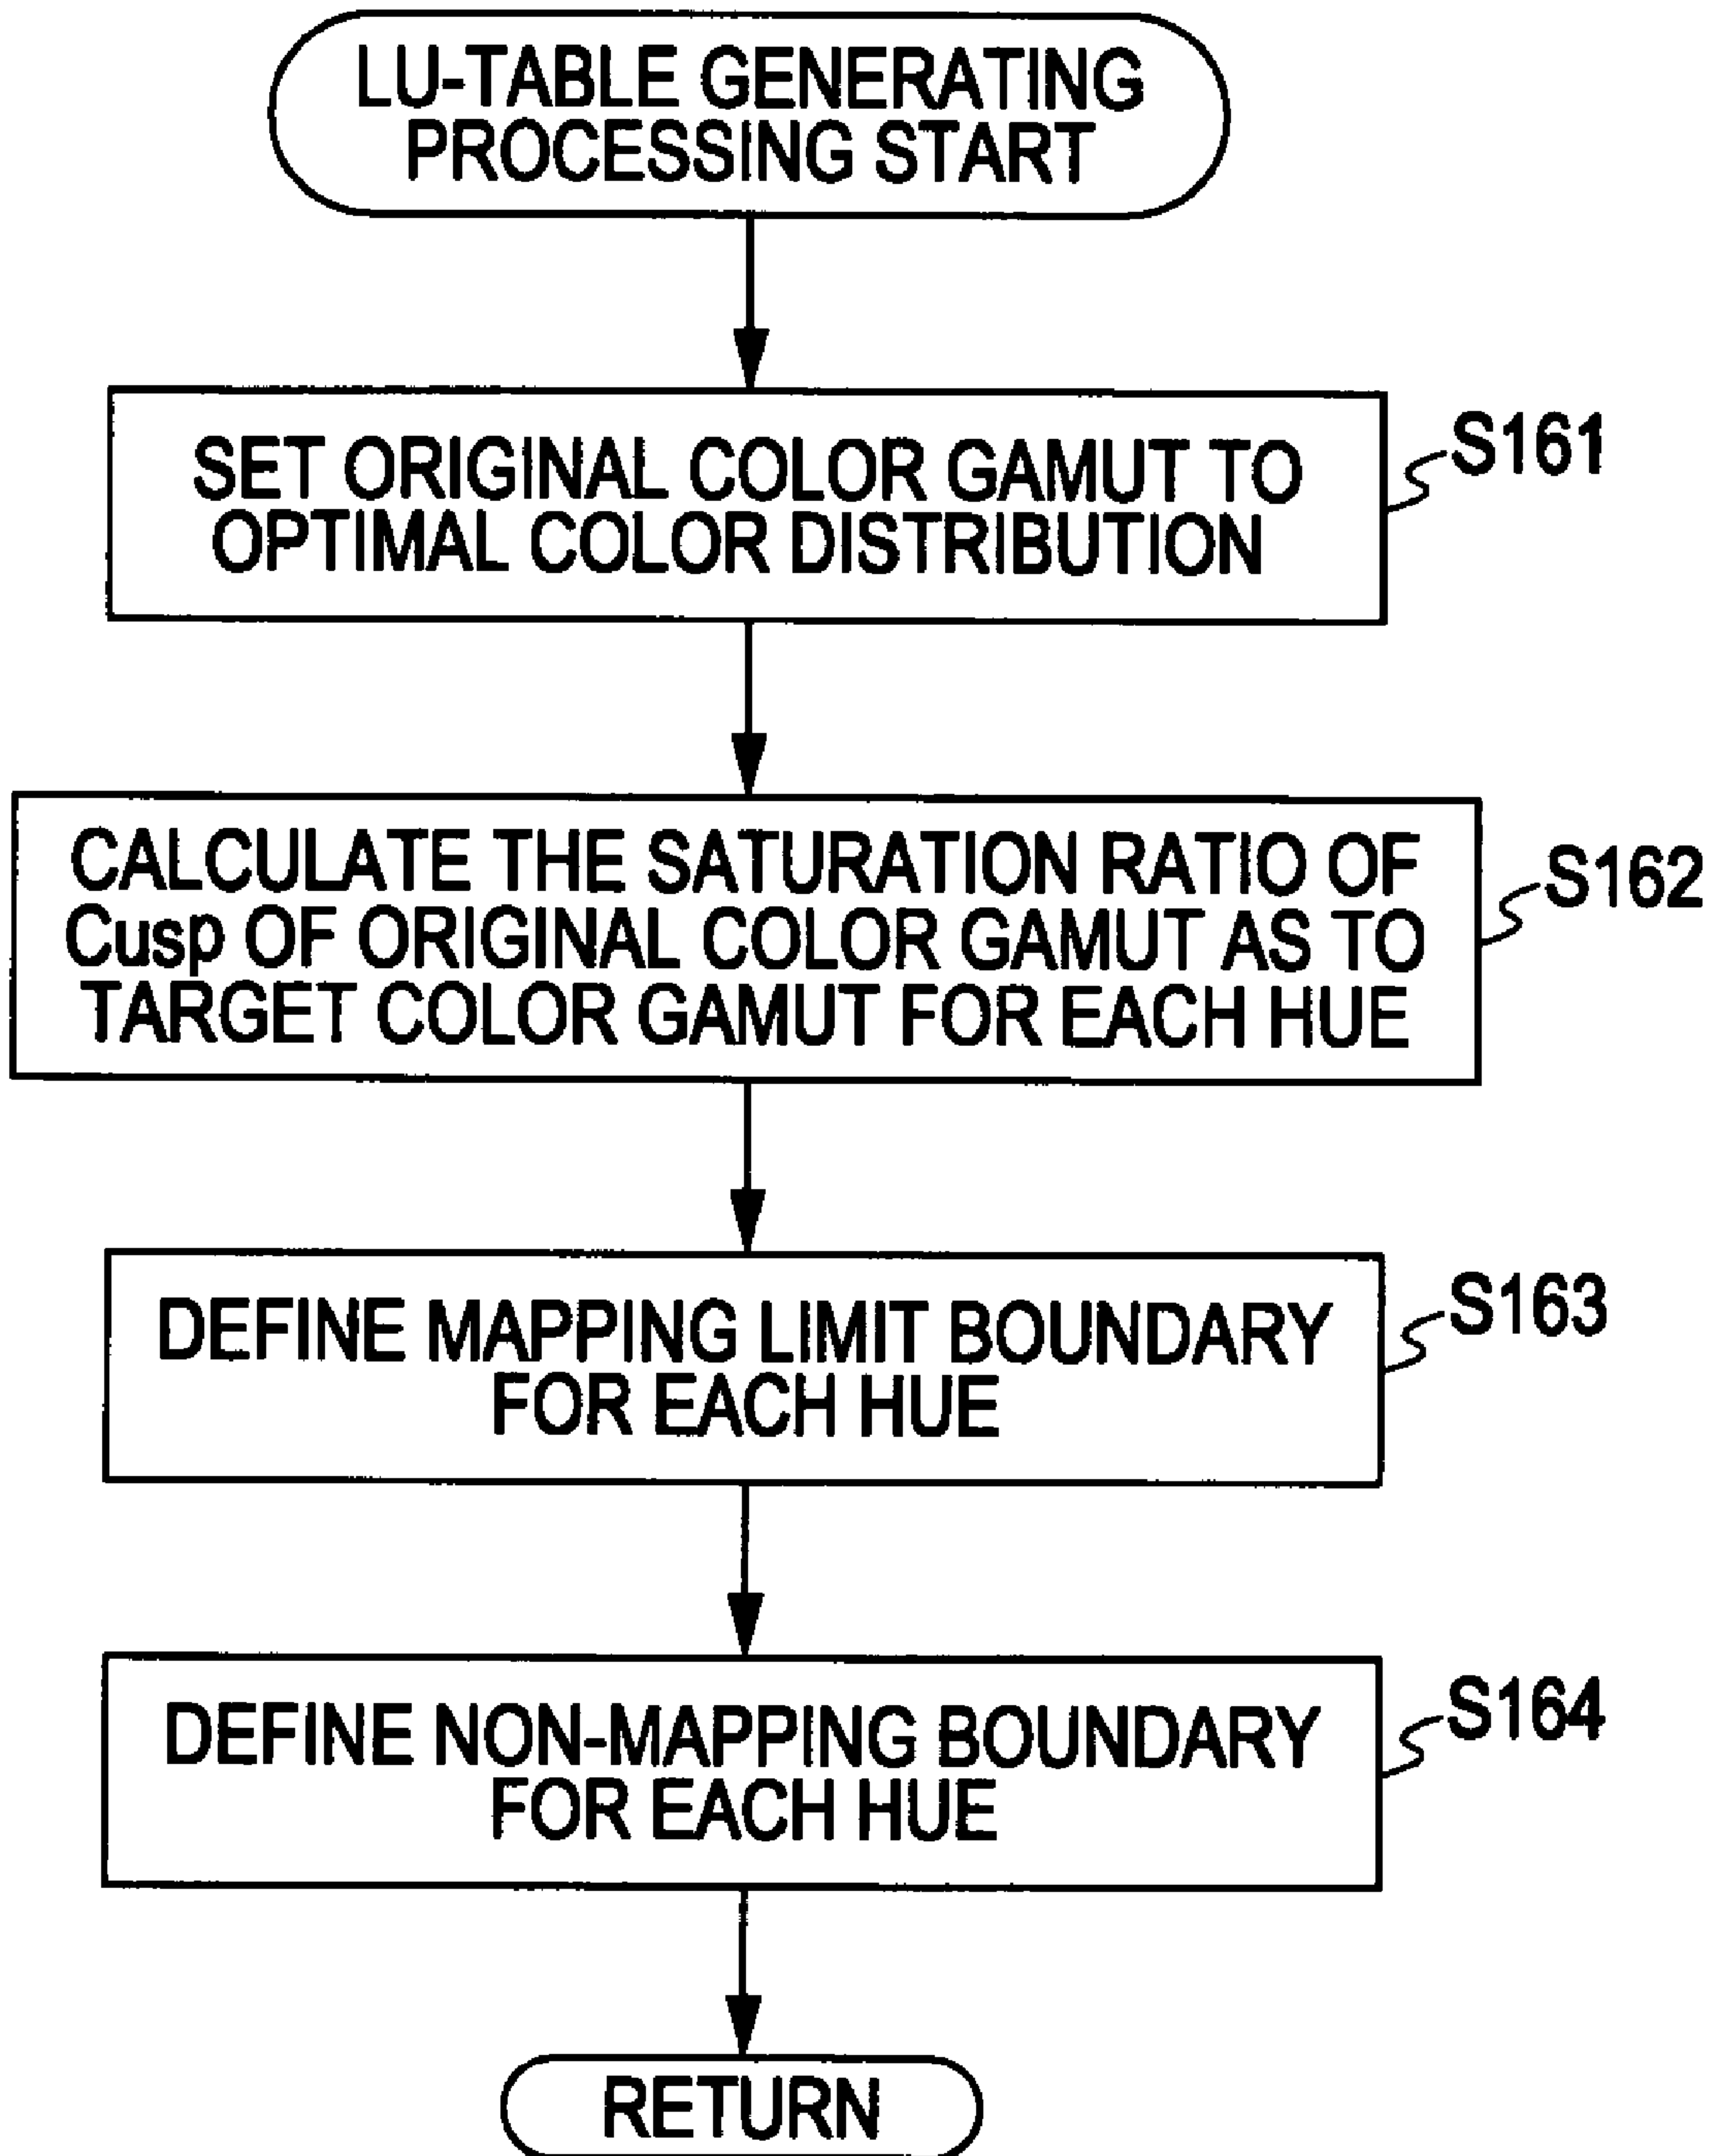 LU-TABLE GENERATING
PROCESSING START
SET ORIGINAL COLOR GAMUT TO
OPTIMAL COLOR DISTRIBUTION
S161
CALCULATE THE SATURATION RATIO OF
Cusp OF ORIGINAL COLOR GAMUT AS TO
TARGET COLOR GAMUT FOR EACH HUE
S162
DEFINE MAPPING LIMIT BOUNDARY
FOR EACH HUE
S163
DEFINE NON-MAPPING BOUNDARY
FOR EACH HUE
S164
RETURN